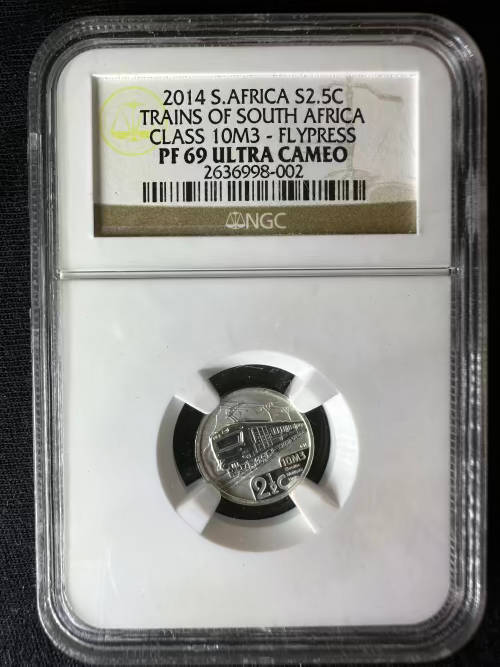 2014 S.AFRICA S2.5C
TRAINS OF SOUTH AFRICA
CLASS 10M3 - FLYPRESS
PF 69 ULTRA CAMEO
2636998-002
NGC
10M3
2½c